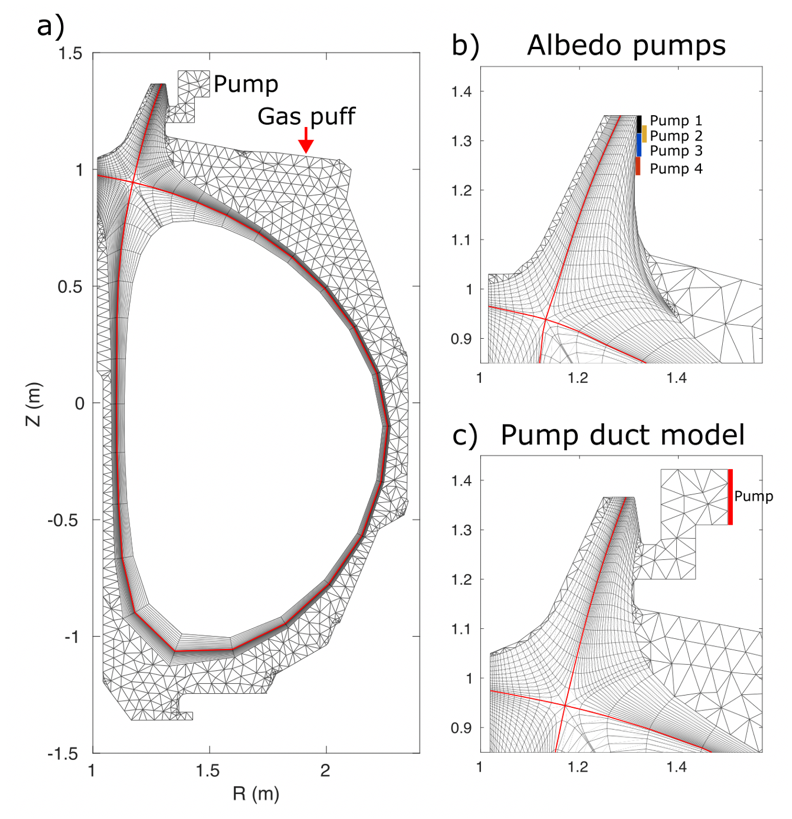 a)
1.5
1
0.5
0
-0.5
-1
-1.5
Z (m)
Pump
Gas puff
1
1.5
2
R (m)
b) Albedo pumps
1.4
1.3
1.2
1.1
1
0.9
Pump 1
Pump 2
Pump 3
Pump 4
1
1.2
1.4
c) Pump duct model
1.4
1.3
1.2
1.1
1
0.9
Pump
1
1.2
1.4